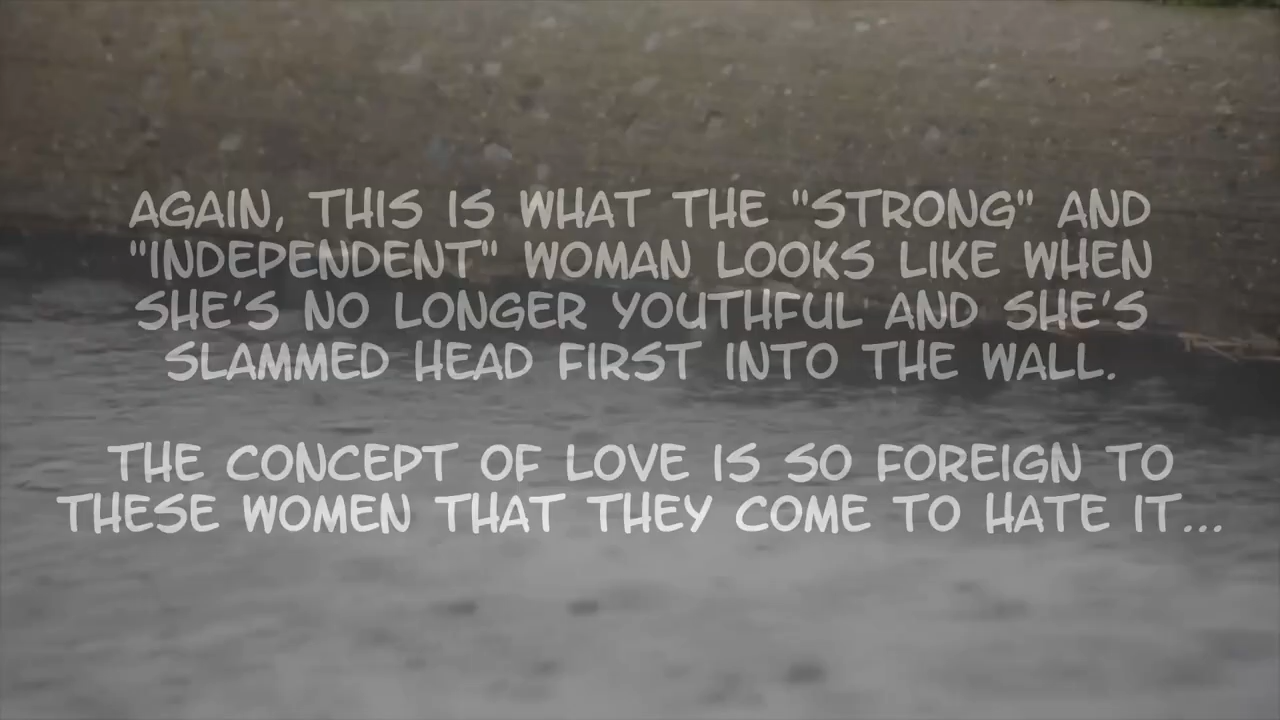 AGAIN, THIS IS WHAT THE "STRONG" AND
"INDEPENDENT" WOMAN LOOKS LIKE WHEN
SHE'S NO LONGER YOUTHFUL AND SHE'S
SLAMMED HEAD FIRST INTO THE WALL.
THE CONCEPT OF LOVE IS SO FOREIGN TO
THESE WOMEN THAT THEY COME TO HATE IT...